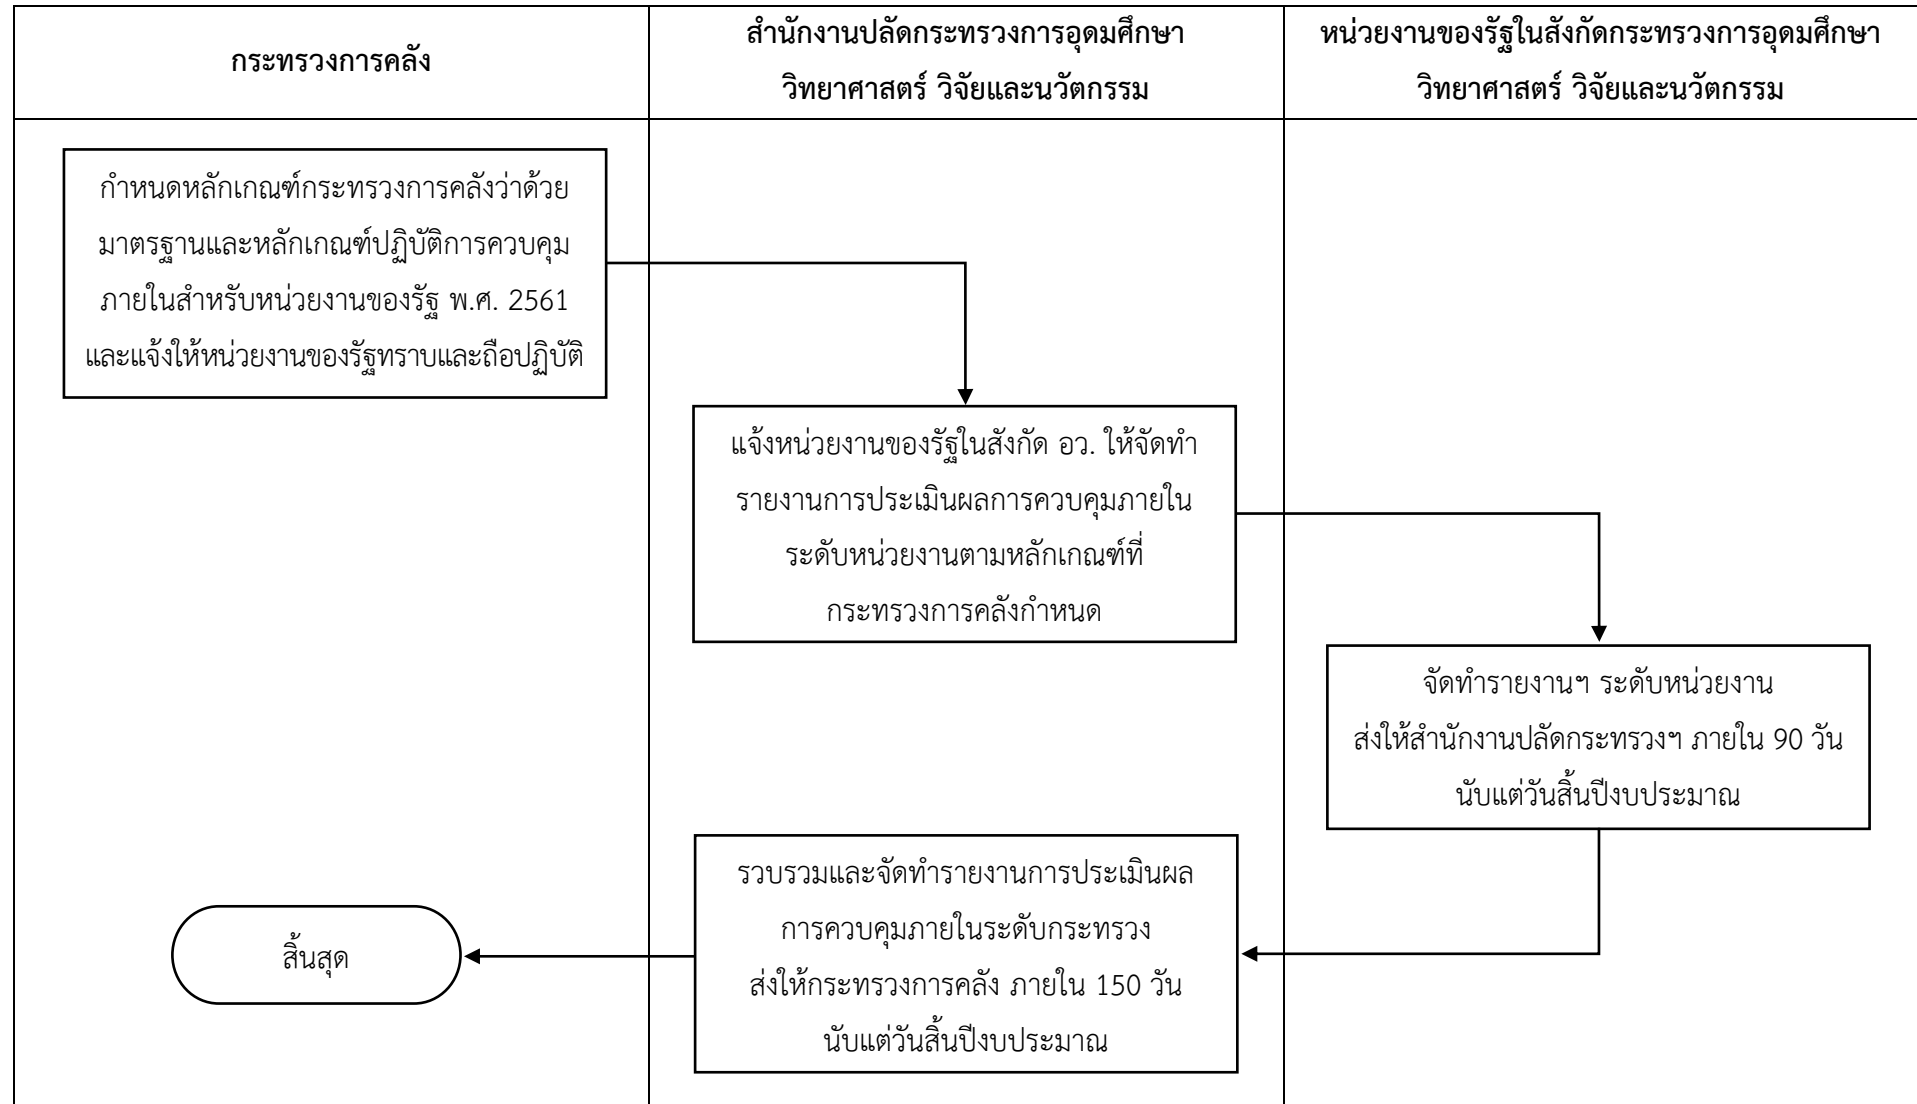 กระทรวงการคลัง
สำนักงานปลัดกระทรวงการอุดมศึกษา
วิทยาศาสตร์ วิจัยและนวัตกรรม
หน่วยงานของรัฐในสังกัดกระทรวงการอุดมศึกษา
วิทยาศาสตร์ วิจัยและนวัตกรรม
กำหนดหลักเกณฑ์กระทรวงการคลังว่าด้วย
มาตรฐานและหลักเกณฑ์ปฏิบัติการควบคุม
ภายในสำหรับหน่วยงานของรัฐ พ.ศ. 2561
และแจ้งให้หน่วยงานของรัฐทราบและถือปฏิบัติ
แจ้งหน่วยงานของรัฐในสังกัด อว. ให้จัดทำ
รายงานการประเมินผลการควบคุมภายใน
ระดับหน่วยงานตามหลักเกณฑ์ที่
กระทรวงการคลังกำหนด
จัดทำรายงานฯ ระดับหน่วยงาน
ส่งให้สำนักงานปลัดกระทรวงฯ ภายใน 90 วัน
นับแต่วันสิ้นปีงบประมาณ
รวบรวมและจัดทำรายงานการประเมินผล
การควบคุมภายในระดับกระทรวง
ส่งให้กระทรวงการคลัง ภายใน 150 วัน
นับแต่วันสิ้นปีงบประมาณ
สิ้นสุด